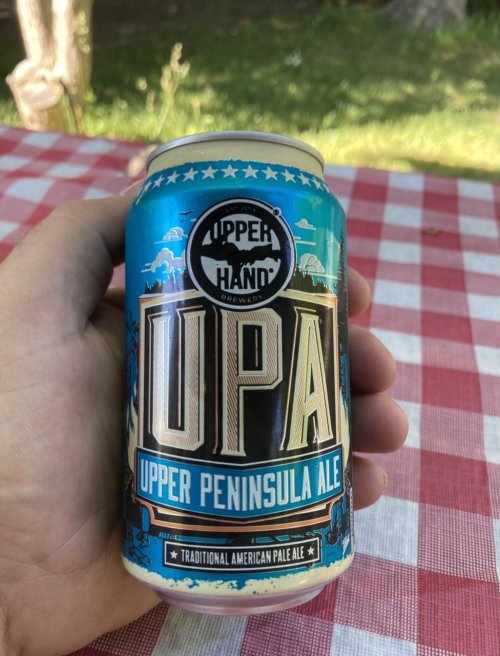 UPPER
HAND
BREWERY
UPA
UPPER PENINSULA ALE
★ TRADITIONAL AMERICAN PALE ALE ★